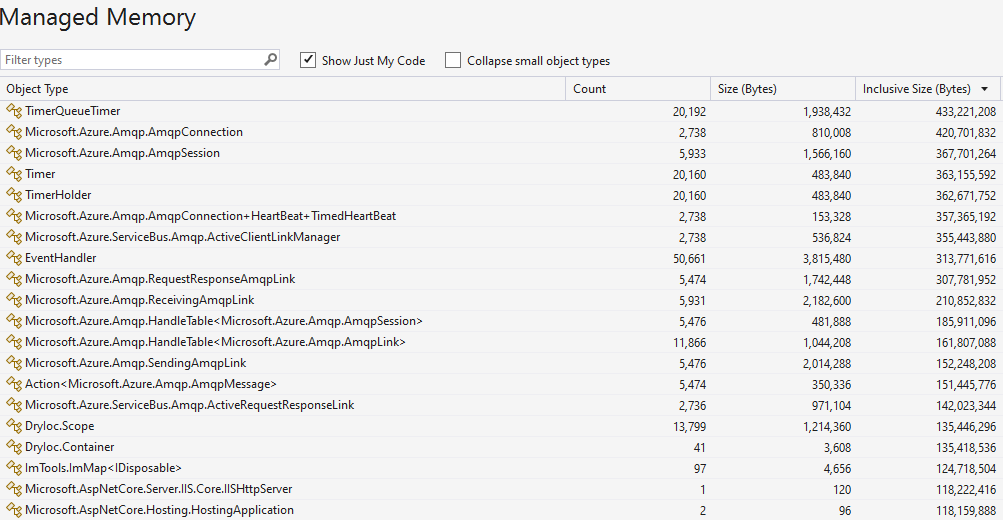 Managed Memory
Filter types Show Just My Code Collapse small object types
Object Type Count Size (Bytes) Inclusive Size (Bytes)
TimerQueueTimer 20,192 1,938,432 433,221,208
Microsoft.Azure.Amqp.AmqpConnection 2,738 810,008 420,701,832
Microsoft.Azure.Amqp.AmqpSession 5,933 1,566,160 367,701,264
Timer 20,160 483,840 363,155,592
TimerHolder 20,160 483,840 362,671,752
Microsoft.Azure.Amqp.AmqpConnection+HeartBeat+TimedHeartBeat 2,738 153,328 357,365,192
Microsoft.Azure.ServiceBus.Amqp.ActiveClientLinkManager 2,738 536,824 355,443,880
EventHandler 50,661 3,815,480 313,771,616
Microsoft.Azure.Amqp.RequestResponseAmqpLink 5,474 1,742,448 307,781,952
Microsoft.Azure.Amqp.ReceivingAmqpLink 5,931 2,182,600 210,852,832
Microsoft.Azure.Amqp.HandleTable<Microsoft.Azure.Amqp.AmqpSession> 5,476 481,888 185,911,096
Microsoft.Azure.Amqp.HandleTable<Microsoft.Azure.Amqp.AmqpLink> 11,866 1,044,208 161,807,088
Microsoft.Azure.Amqp.SendingAmqpLink 5,476 2,014,288 152,248,208
Action<Microsoft.Azure.Amqp.AmqpMessage> 5,474 350,336 151,445,776
Microsoft.Azure.ServiceBus.Amqp.ActiveRequestResponseLink 2,736 971,104 142,023,344
DryIoc.Scope 13,799 1,214,360 135,446,296
DryIoc.Container 41 3,608 135,418,536
ImTools.ImMap<IDisposable> 97 4,656 124,718,504
Microsoft.AspNetCore.Server.IIS.Core.IISHttpServer 1 120 118,222,416
Microsoft.AspNetCore.Hosting.HostingApplication 2 96 118,159,888